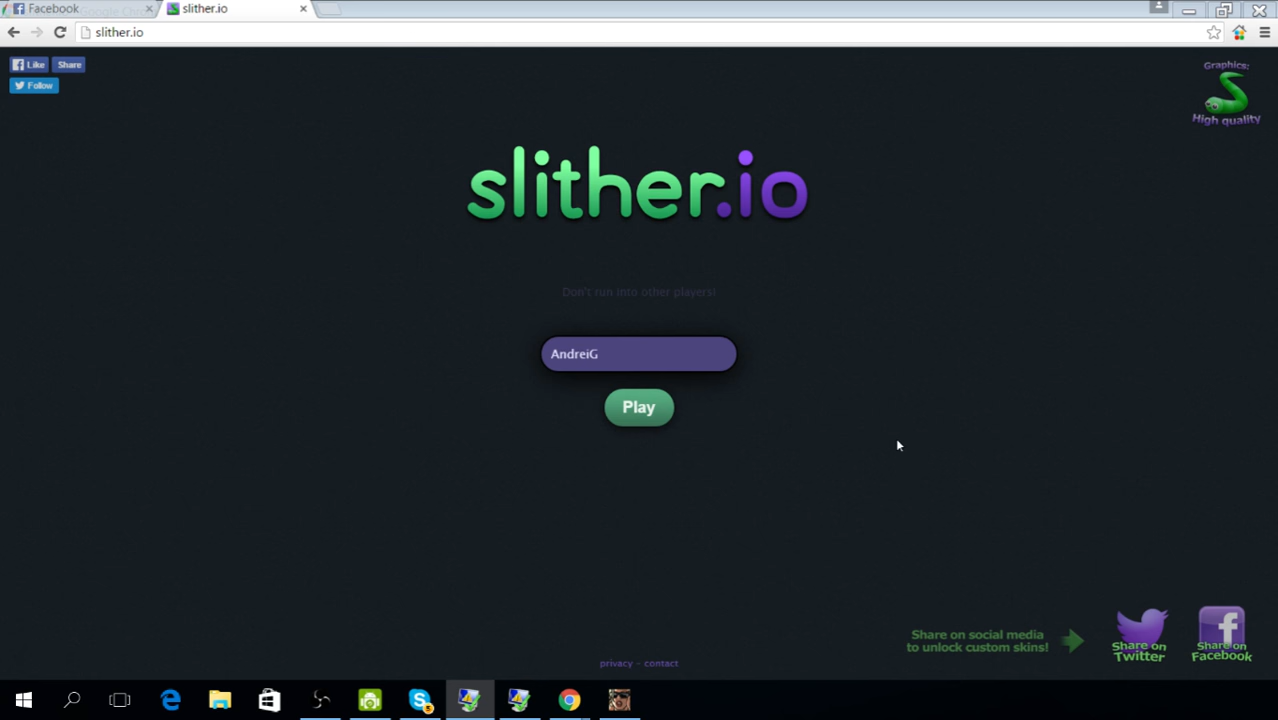 Facebook
slither.io
slither.io
Like Share
Follow
Graphics:
High quality
slither.io
Don't run into other players!
AndreiG
Play
Share on social media
to unlock custom skins!
Share on
Twitter
Share on
Facebook
privacy - contact